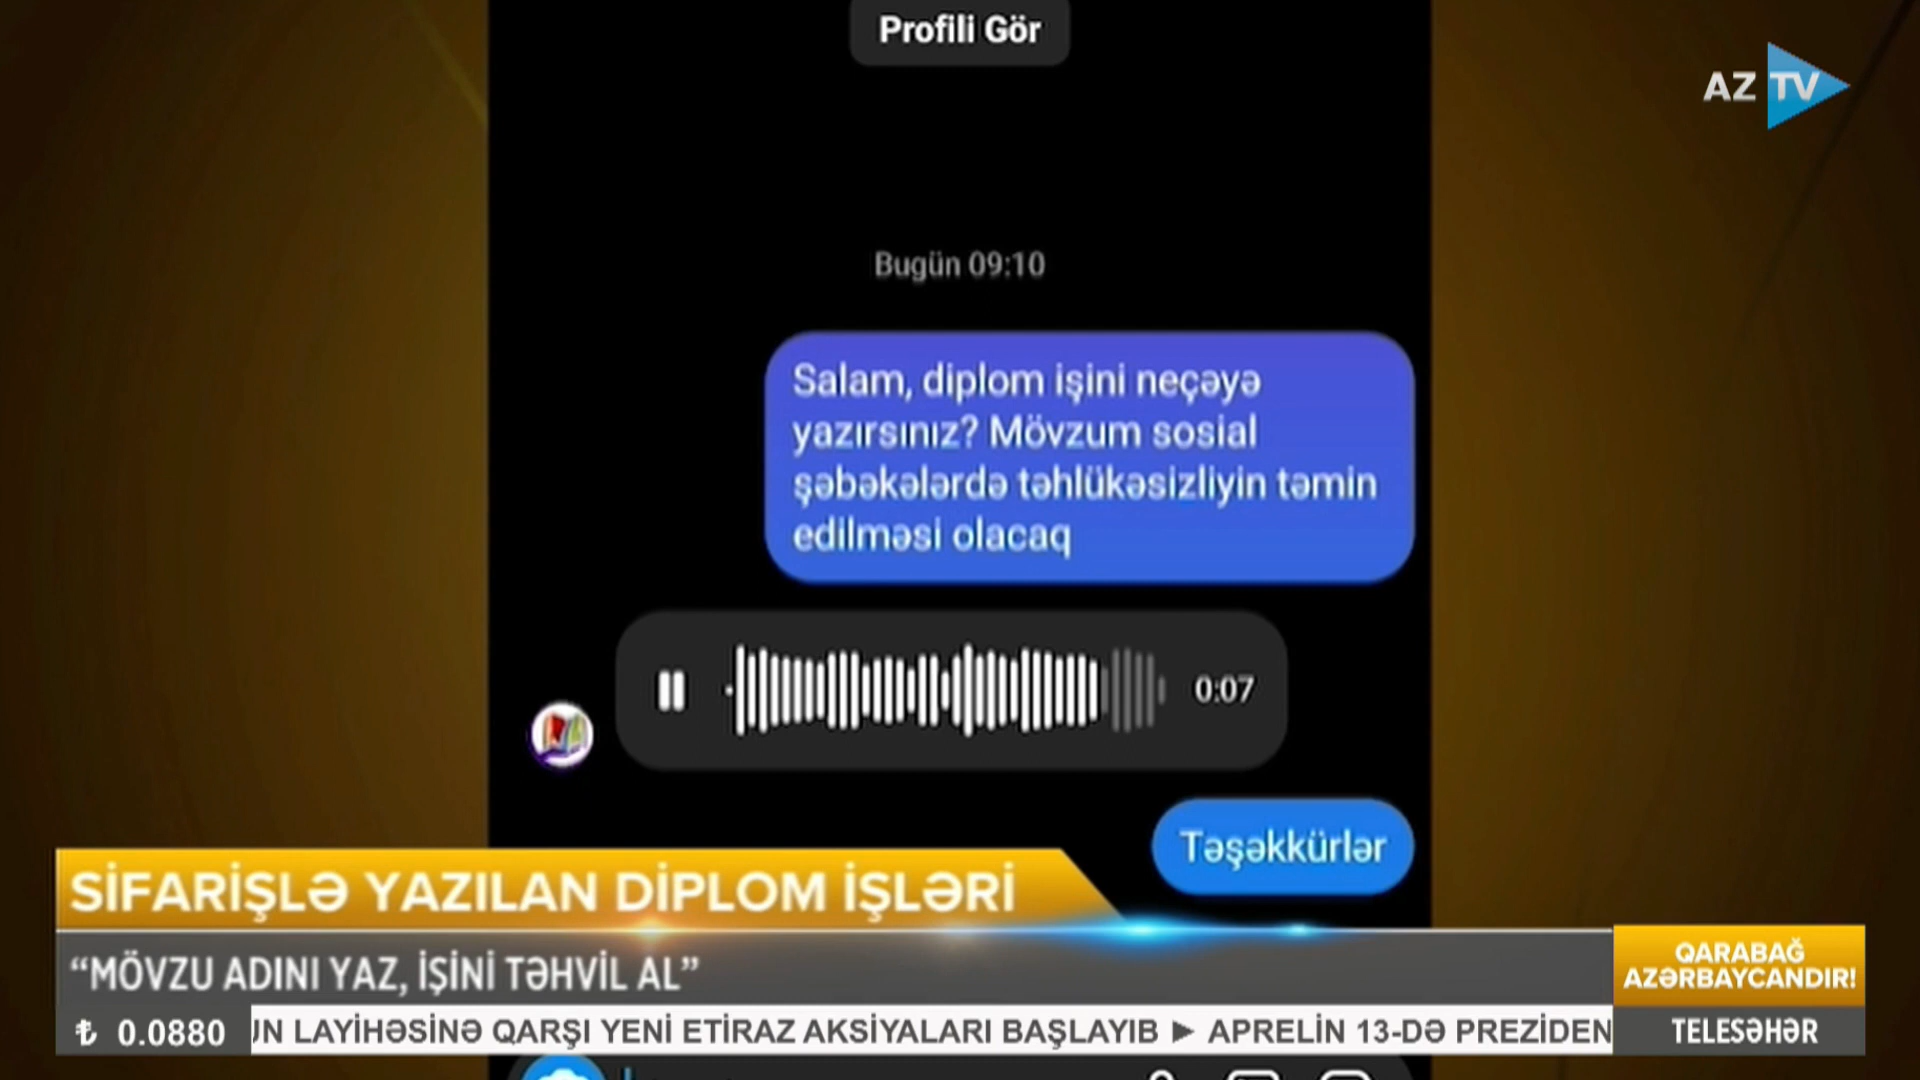 Profili Gör
AZ TV
Bugün 09:10
Salam, diplom işini neçəyə
yazırsınız? Mövzum sosial
şəbəkələrdə təhlükəsizliyin təmin
edilməsi olacaq
0:07
Təşəkkürlər
SİFARİŞLƏ YAZILAN DİPLOM İŞLƏRİ
“MÖVZU ADINI YAZ, İŞİNİ TƏHVİL AL”
QARABAĞ
AZƏRBAYCANDIR!
₺ 0.0880
LAYİHƏSİNƏ QARŞI YENİ ETİRAZ AKSİYALARI BAŞLAYIB ► APRELİN 13-DƏ PREZİDEN
TELESƏHƏR